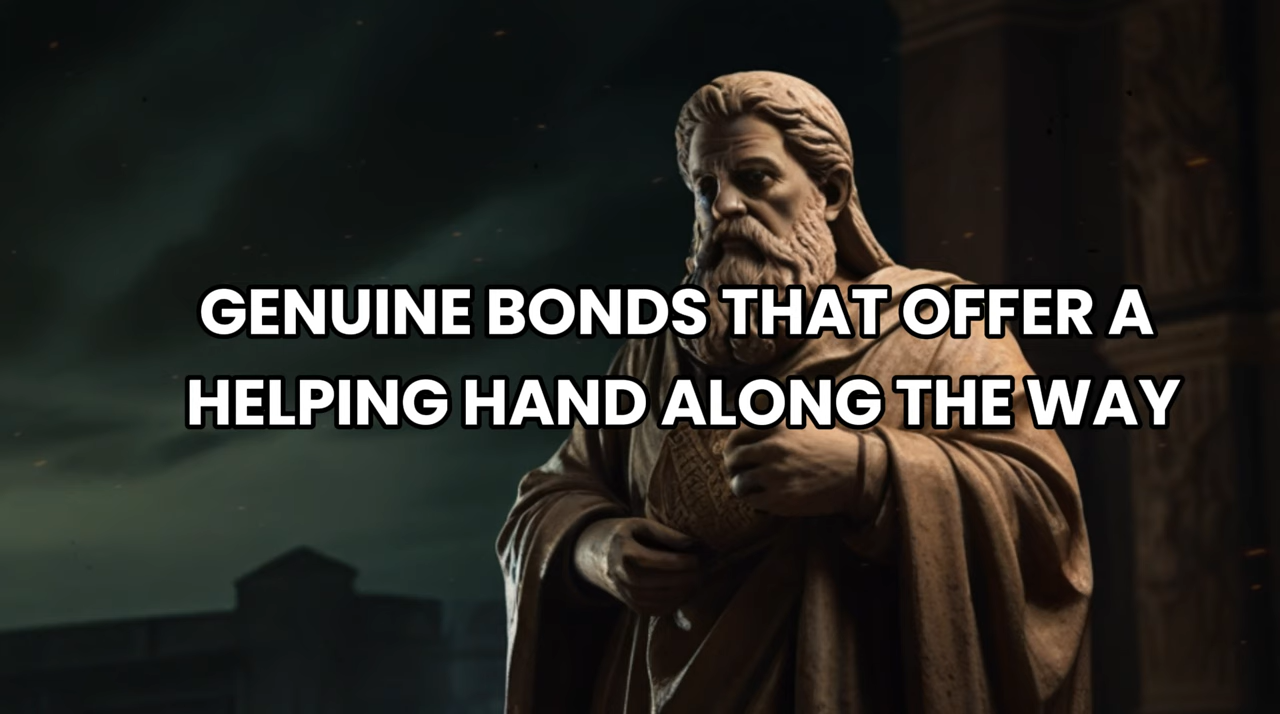 GENUINE BONDS THAT OFFER A
HELPING HAND ALONG THE WAY